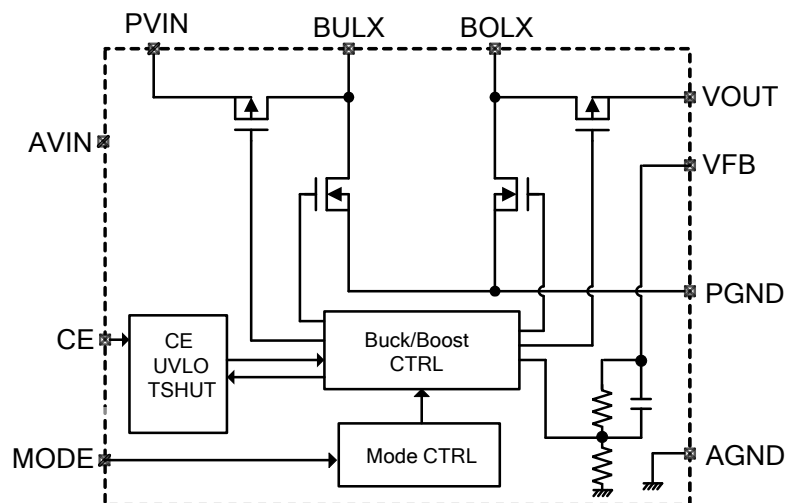 PVIN
BULX
BOLX
VOUT
AVIN
VFB
PGND
CE
CE
UVLO
TSHUT
Buck/Boost
CTRL
MODE
Mode CTRL
AGND